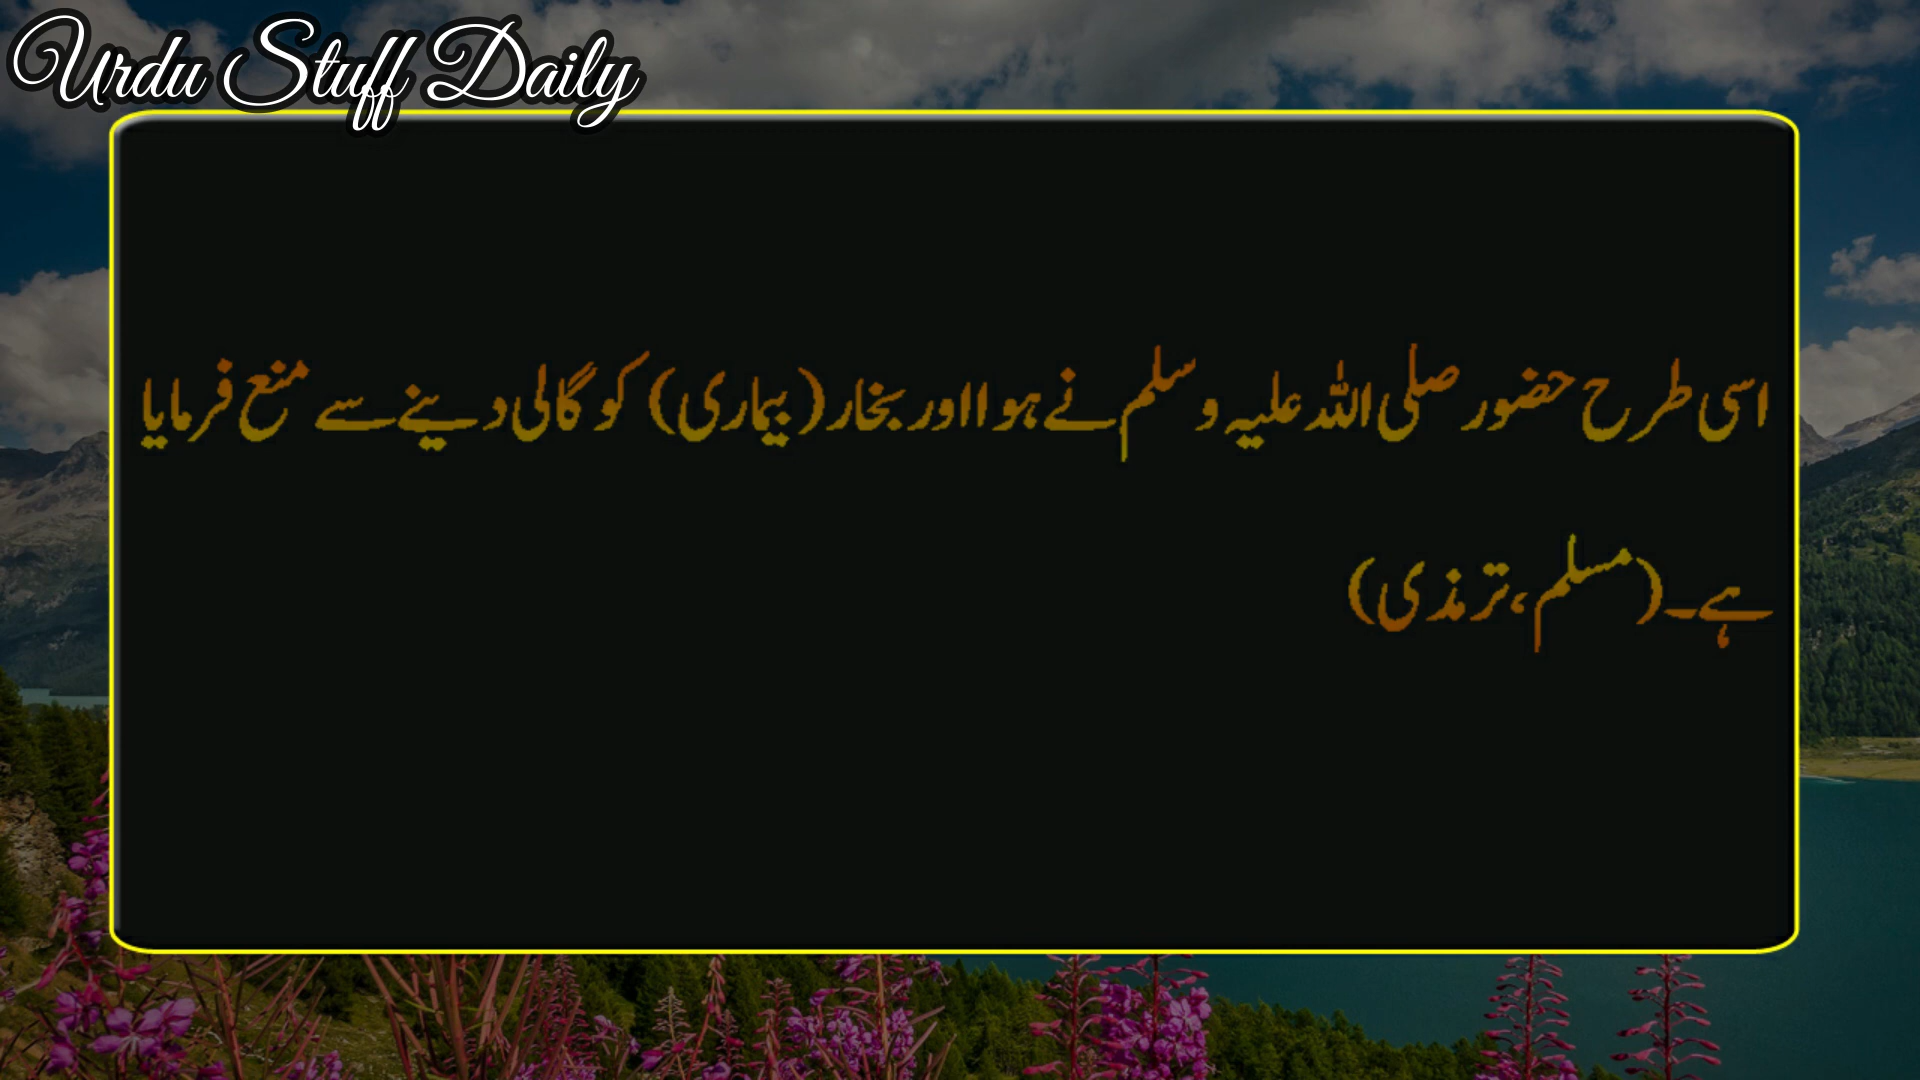 Urdu Stuff Daily
اسی طرح حضور صلی اللہ علیہ وسلم نے ہوا اور بخار (بیماری) کو گالی دینے سے منع فرمایا
ہے۔ (مسلم، ترمذی)